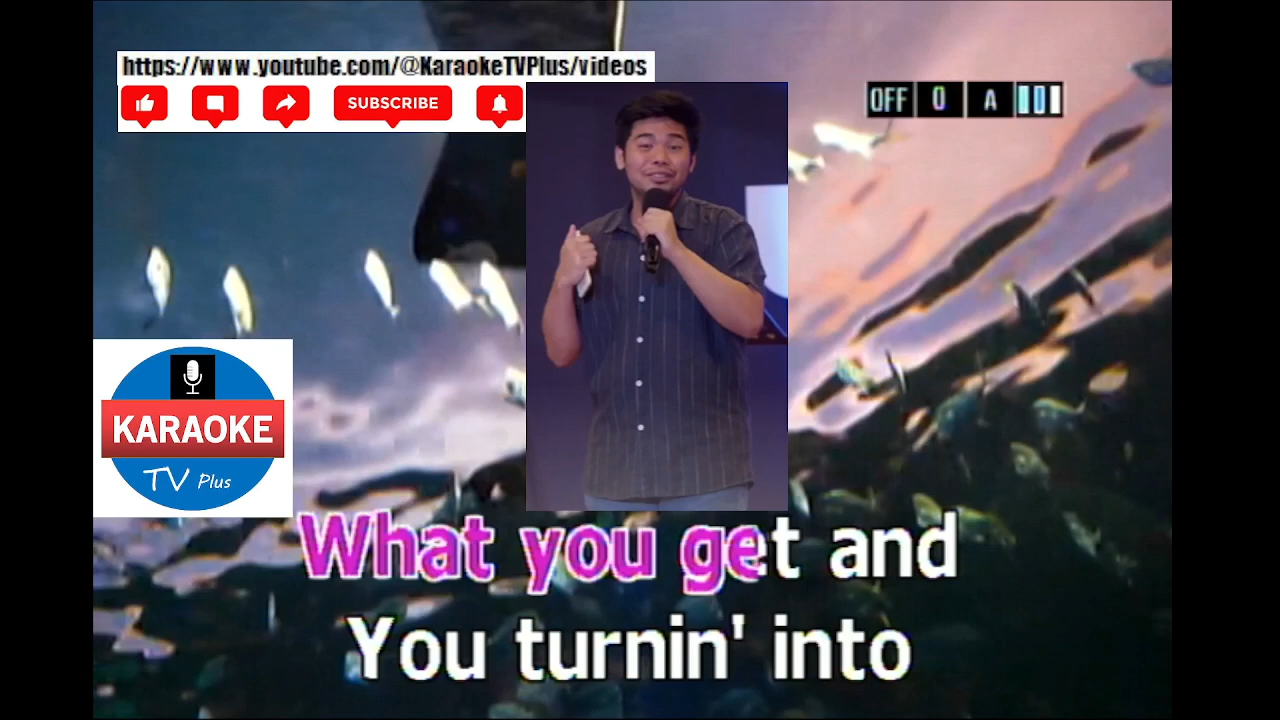 https://www.youtube.com/@KaraokeTVPlus/videos
SUBSCRIBE
OFF 0 A
KARAOKE
TV Plus
What you get and
You turnin' into